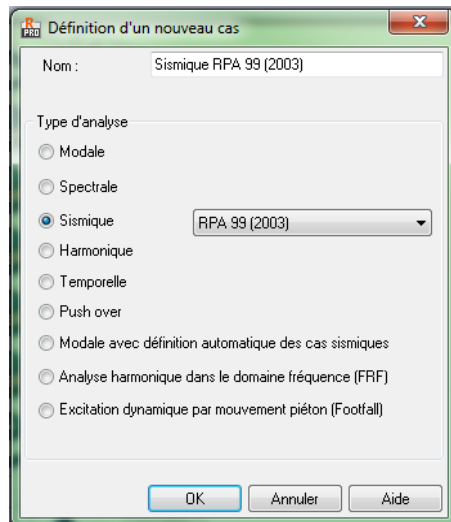 R
PRO
Définition d'un nouveau cas
x
Nom :
Sismique RPA 99 (2003)
Type d'analyse
Modale
Spectrale
Sismique
RPA 99 (2003)
Harmonique
Temporelle
Push over
Modale avec définition automatique des cas sismiques
Analyse harmonique dans le domaine fréquence (FRF)
Excitation dynamique par mouvement piéton (Footfall)
OK
Annuler
Aide